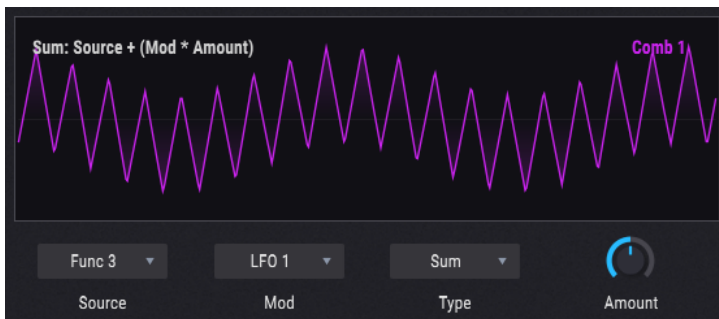 Sum: Source + (Mod * Amount)
Comb 1
Func 3
LFO 1
Sum
Source
Mod
Type
Amount